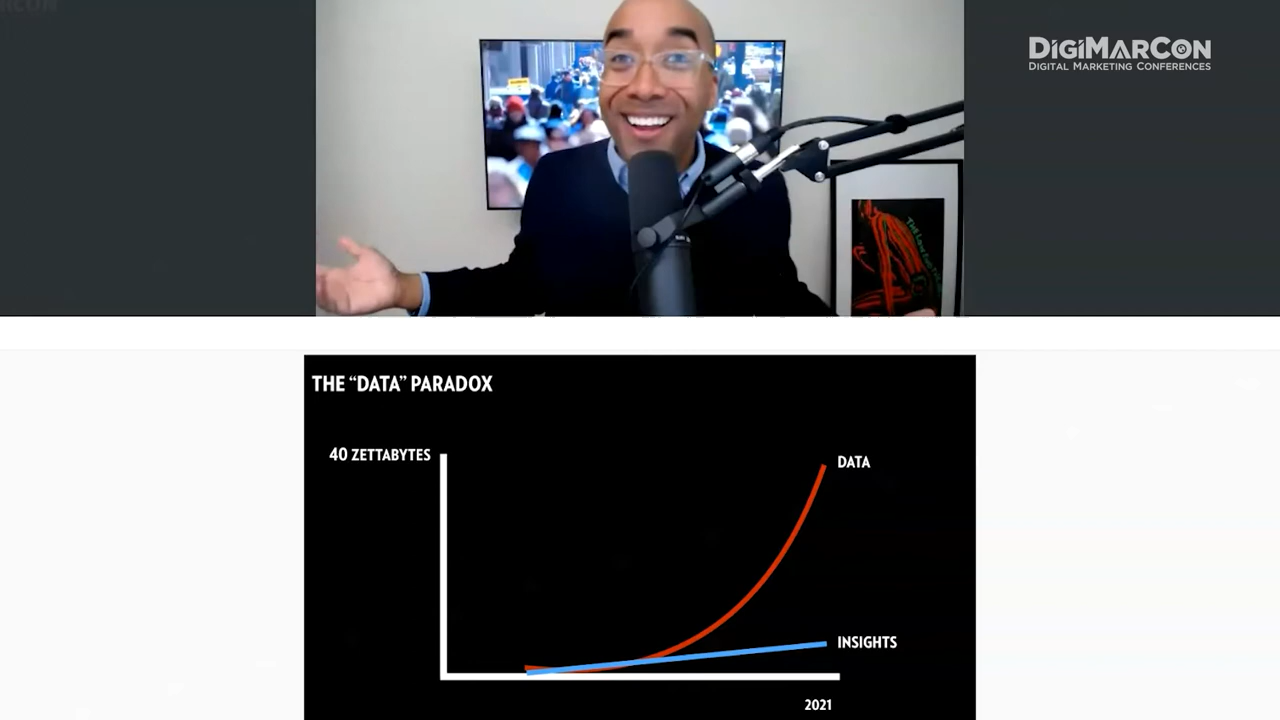 DIGIMARCON
DIGITAL MARKETING CONFERENCES
THE “DATA” PARADOX
40 ZETTABYTES
DATA
INSIGHTS
2021